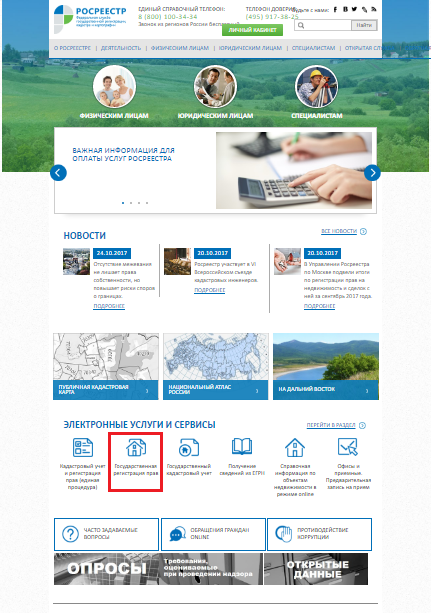 РОСРЕЕСТР
Федеральная служба
государственной регистрации,
кадастра и картографии
ЕДИНЫЙ СПРАВОЧНЫЙ ТЕЛЕФОН:
8 (800) 100-34-34
Звонок из регионов России бесплатный
ТЕЛЕФОН ДОВЕРИЯ:
(495) 917-38-25
Будьте с нами:
ЛИЧНЫЙ КАБИНЕТ
Найти
О РОСРЕЕСТРЕ | ДЕЯТЕЛЬНОСТЬ | ФИЗИЧЕСКИМ ЛИЦАМ | ЮРИДИЧЕСКИМ ЛИЦАМ | СПЕЦИАЛИСТАМ | ОТКРЫТАЯ СЛУ
ФИЗИЧЕСКИМ ЛИЦАМ
ЮРИДИЧЕСКИМ ЛИЦАМ
СПЕЦИАЛИСТАМ
ВАЖНАЯ ИНФОРМАЦИЯ ДЛЯ
ОПЛАТЫ УСЛУГ РОСРЕЕСТРА
НОВОСТИ
ВСЕ НОВОСТИ
24.10.2017
Отсутствие межевания
не лишает права
собственности, но
повышает риски споров
о границах.
ПОДРОБНЕЕ
20.10.2017
Росреестр участвует в VI
Всероссийском съезде
кадастровых инженеров.
ПОДРОБНЕЕ
20.10.2017
В Управлении Росреестра
по Москве подвели итоги
по регистрации прав на
недвижимость и сделок с
ней за сентябрь 2017 года.
ПОДРОБНЕЕ
ПУБЛИЧНАЯ КАДАСТРОВАЯ
КАРТА
НАЦИОНАЛЬНЫЙ АТЛАС
РОССИИ
НА ДАЛЬНИЙ ВОСТОК
ЭЛЕКТРОННЫЕ УСЛУГИ И СЕРВИСЫ
ПЕРЕЙТИ В РАЗДЕЛ
Кадастровый учет
и регистрация
прав (единая
процедура)
Государственная
регистрация прав
Государственный
кадастровый учет
Получение
сведений из ЕГРН
Справочная
информация по
объектам
недвижимости в
режиме online
Офисы и
приемные.
Предварительная
запись на прием
ЧАСТО ЗАДАВАЕМЫЕ
ВОПРОСЫ
ОБРАЩЕНИЯ ГРАЖДАН
ONLINE
ПРОТИВОДЕЙСТВИЕ
КОРРУПЦИИ
ОПРОСЫ
Требования,
оцениваемые
при проведении надзора
ОТКРЫТЫЕ
ДАННЫЕ